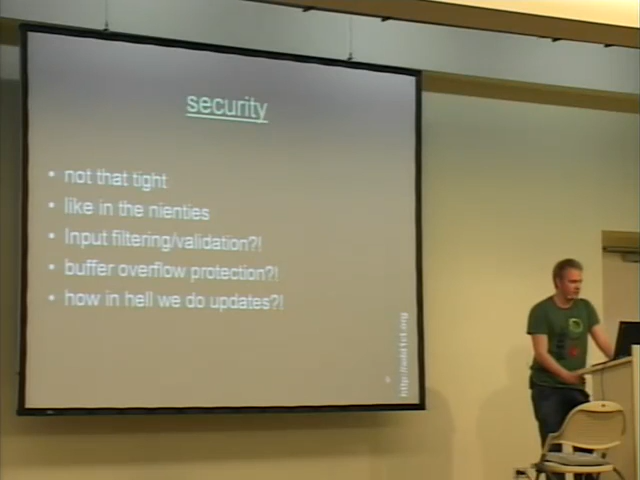 security
• not that tight
• like in the nienties
• Input filtering/validation?!
• buffer overflow protection?!
• how in hell we do updates?!